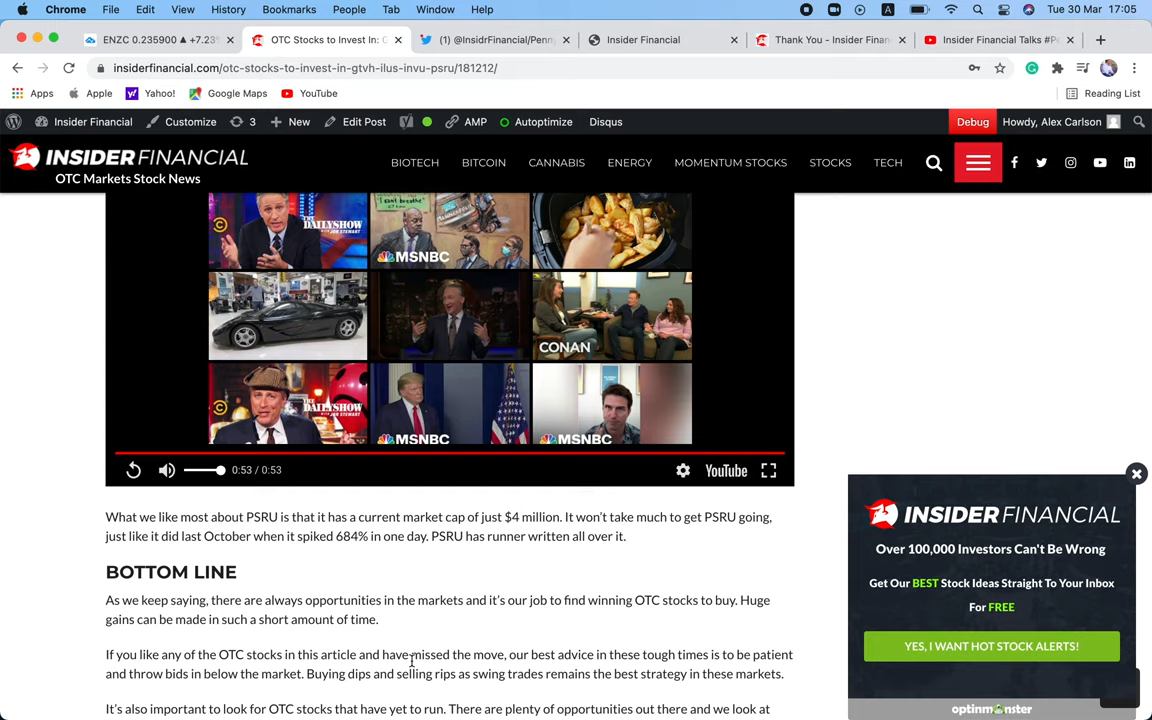 Chrome File Edit View History Bookmarks People Tab Window Help A Tue 30 Mar 17:05
ENZC 0.235900 ▲ +7.23% × OTC Stocks to Invest In: G × (1) @InsidrFinancial/Penny × Insider Financial × Thank You - Insider Finan × Insider Financial Talks #Pe × +
insiderfinancial.com/otc-stocks-to-invest-in-gtvh-ilus-invu-psru/181212/
Apps Apple Yahoo! Google Maps YouTube Reading List
Insider Financial Customize 3 New Edit Post AMP Autoptimize Disqus Debug Howdy, Alex Carlson
INSIDER FINANCIAL
OTC Markets Stock News
BIOTECH BITCOIN CANNABIS ENERGY MOMENTUM STOCKS STOCKS TECH
I can't breathe
THE DAILYSHOW WITH JON STEWART
MSNBC
CONAN
THE DAILYSHOW WITH JON STEWART
MSNBC
MSNBC
0:53 / 0:53 YouTube
What we like most about PSRU is that it has a current market cap of just $4 million. It won't take much to get PSRU going,
just like it did last October when it spiked 684% in one day. PSRU has runner written all over it.
BOTTOM LINE
As we keep saying, there are always opportunities in the markets and it's our job to find winning OTC stocks to buy. Huge
gains can be made in such a short amount of time.
If you like any of the OTC stocks in this article and have missed the move, our best advice in these tough times is to be patient
and throw bids in below the market. Buying dips and selling rips as swing trades remains the best strategy in these markets.
It's also important to look for OTC stocks that have yet to run. There are plenty of opportunities out there and we look at
INSIDER FINANCIAL
Over 100,000 Investors Can't Be Wrong
Get Our BEST Stock Ideas Straight To Your Inbox
For FREE
YES, I WANT HOT STOCK ALERTS!
optinmonster